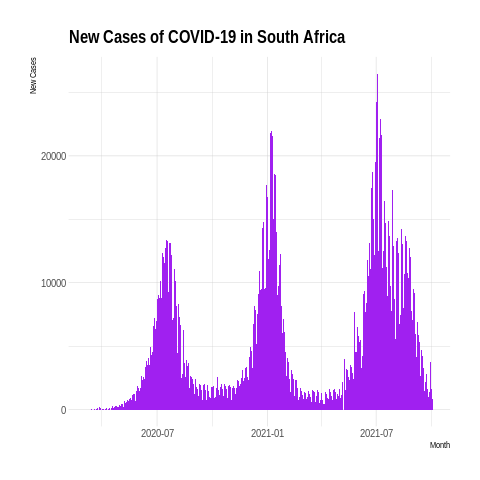 New Cases of COVID-19 in South Africa
New Cases
20000
10000
0
2020-07 2021-01 2021-07
Month